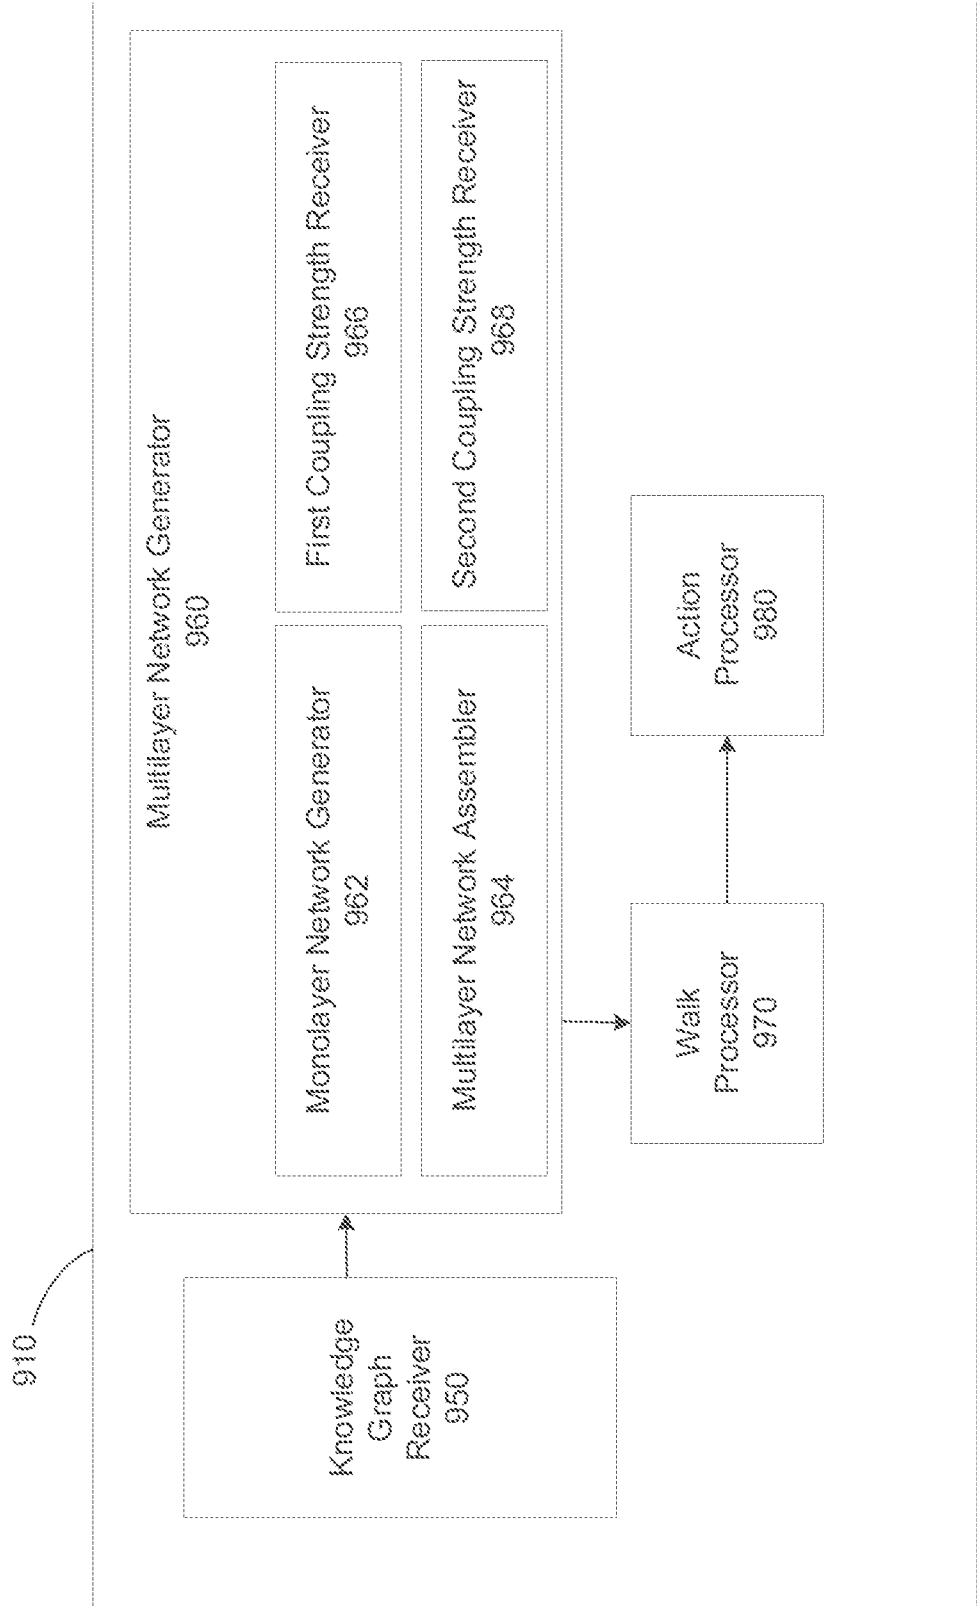 910
Multilayer Network Generator
960
Knowledge
Graph
Receiver
950
Monolayer Network Generator
962
First Coupling Strength Receiver
966
Multilayer Network Assembler
964
Second Coupling Strength Receiver
968
Walk
Processor
970
Action
Processor
980